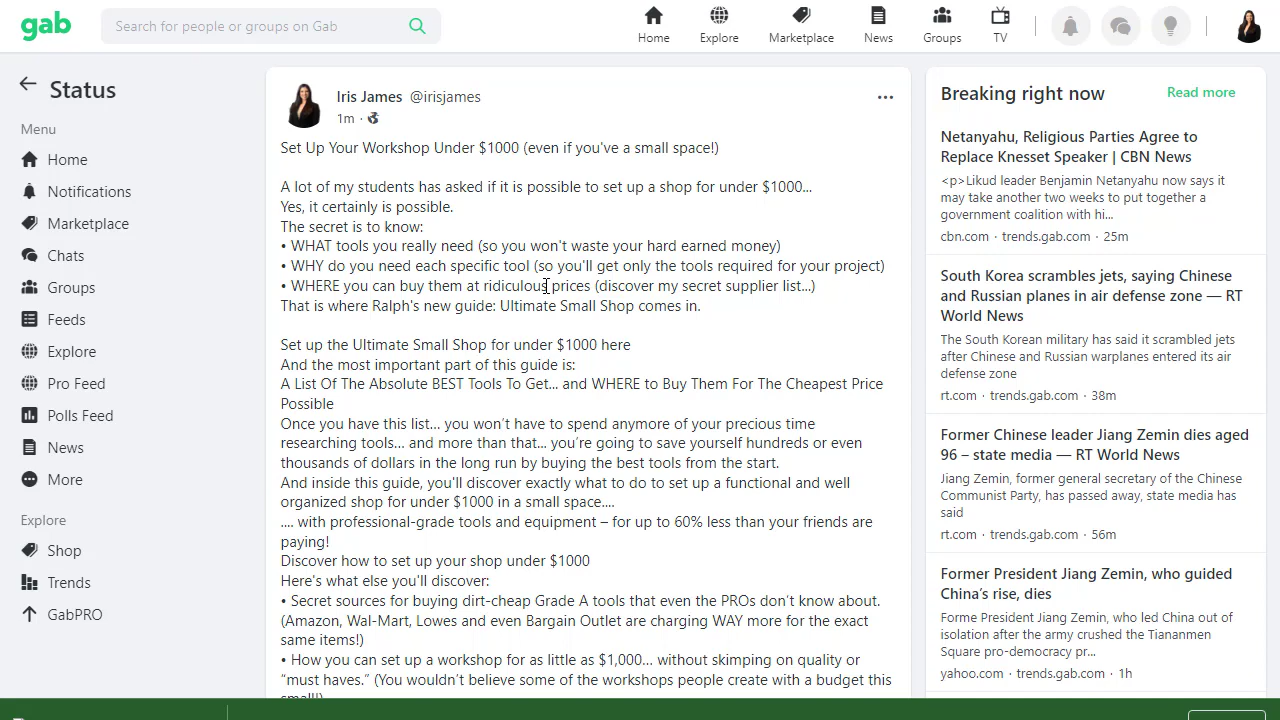 gab
Search for people or groups on Gab
Home
Explore
Marketplace
News
Groups
TV
Status
Menu
Home
Notifications
Marketplace
Chats
Groups
Feeds
Explore
Pro Feed
Polls Feed
News
More
Explore
Shop
Trends
GabPRO
Iris James @irisjames
1m ·
Set Up Your Workshop Under $1000 (even if you've a small space!)
A lot of my students has asked if it is possible to set up a shop for under $1000...
Yes, it certainly is possible.
The secret is to know:
• WHAT tools you really need (so you won't waste your hard earned money)
• WHY do you need each specific tool (so you'll get only the tools required for your project)
• WHERE you can buy them at ridiculous prices (discover my secret supplier list...)
That is where Ralph's new guide: Ultimate Small Shop comes in.
Set up the Ultimate Small Shop for under $1000 here
And the most important part of this guide is:
A List Of The Absolute BEST Tools To Get... and WHERE to Buy Them For The Cheapest Price
Possible
Once you have this list... you won't have to spend anymore of your precious time
researching tools... and more than that... you're going to save yourself hundreds or even
thousands of dollars in the long run by buying the best tools from the start.
And inside this guide, you'll discover exactly what to do to set up a functional and well
organized shop for under $1000 in a small space....
.... with professional-grade tools and equipment – for up to 60% less than your friends are
paying!
Discover how to set up your shop under $1000
Here's what else you'll discover:
• Secret sources for buying dirt-cheap Grade A tools that even the PROs don't know about.
(Amazon, Wal-Mart, Lowes and even Bargain Outlet are charging WAY more for the exact
same items!)
• How you can set up a workshop for as little as $1,000... without skimping on quality or
"must haves." (You wouldn't believe some of the workshops people create with a budget this
small!)
Breaking right now
Read more
Netanyahu, Religious Parties Agree to
Replace Knesset Speaker | CBN News
<p>Likud leader Benjamin Netanyahu now says it
may take another two weeks to put together a
government coalition with hi...
cbn.com · trends.gab.com · 25m
South Korea scrambles jets, saying Chinese
and Russian planes in air defense zone — RT
World News
The South Korean military has said it scrambled jets
after Chinese and Russian warplanes entered its air
defense zone
rt.com · trends.gab.com · 38m
Former Chinese leader Jiang Zemin dies aged
96 – state media — RT World News
Jiang Zemin, former general secretary of the Chinese
Communist Party, has passed away, state media has
said
rt.com · trends.gab.com · 56m
Former President Jiang Zemin, who guided
China's rise, dies
Forme President Jiang Zemin, who led China out of
isolation after the army crushed the Tiananmen
Square pro-democracy pr...
yahoo.com · trends.gab.com · 1h